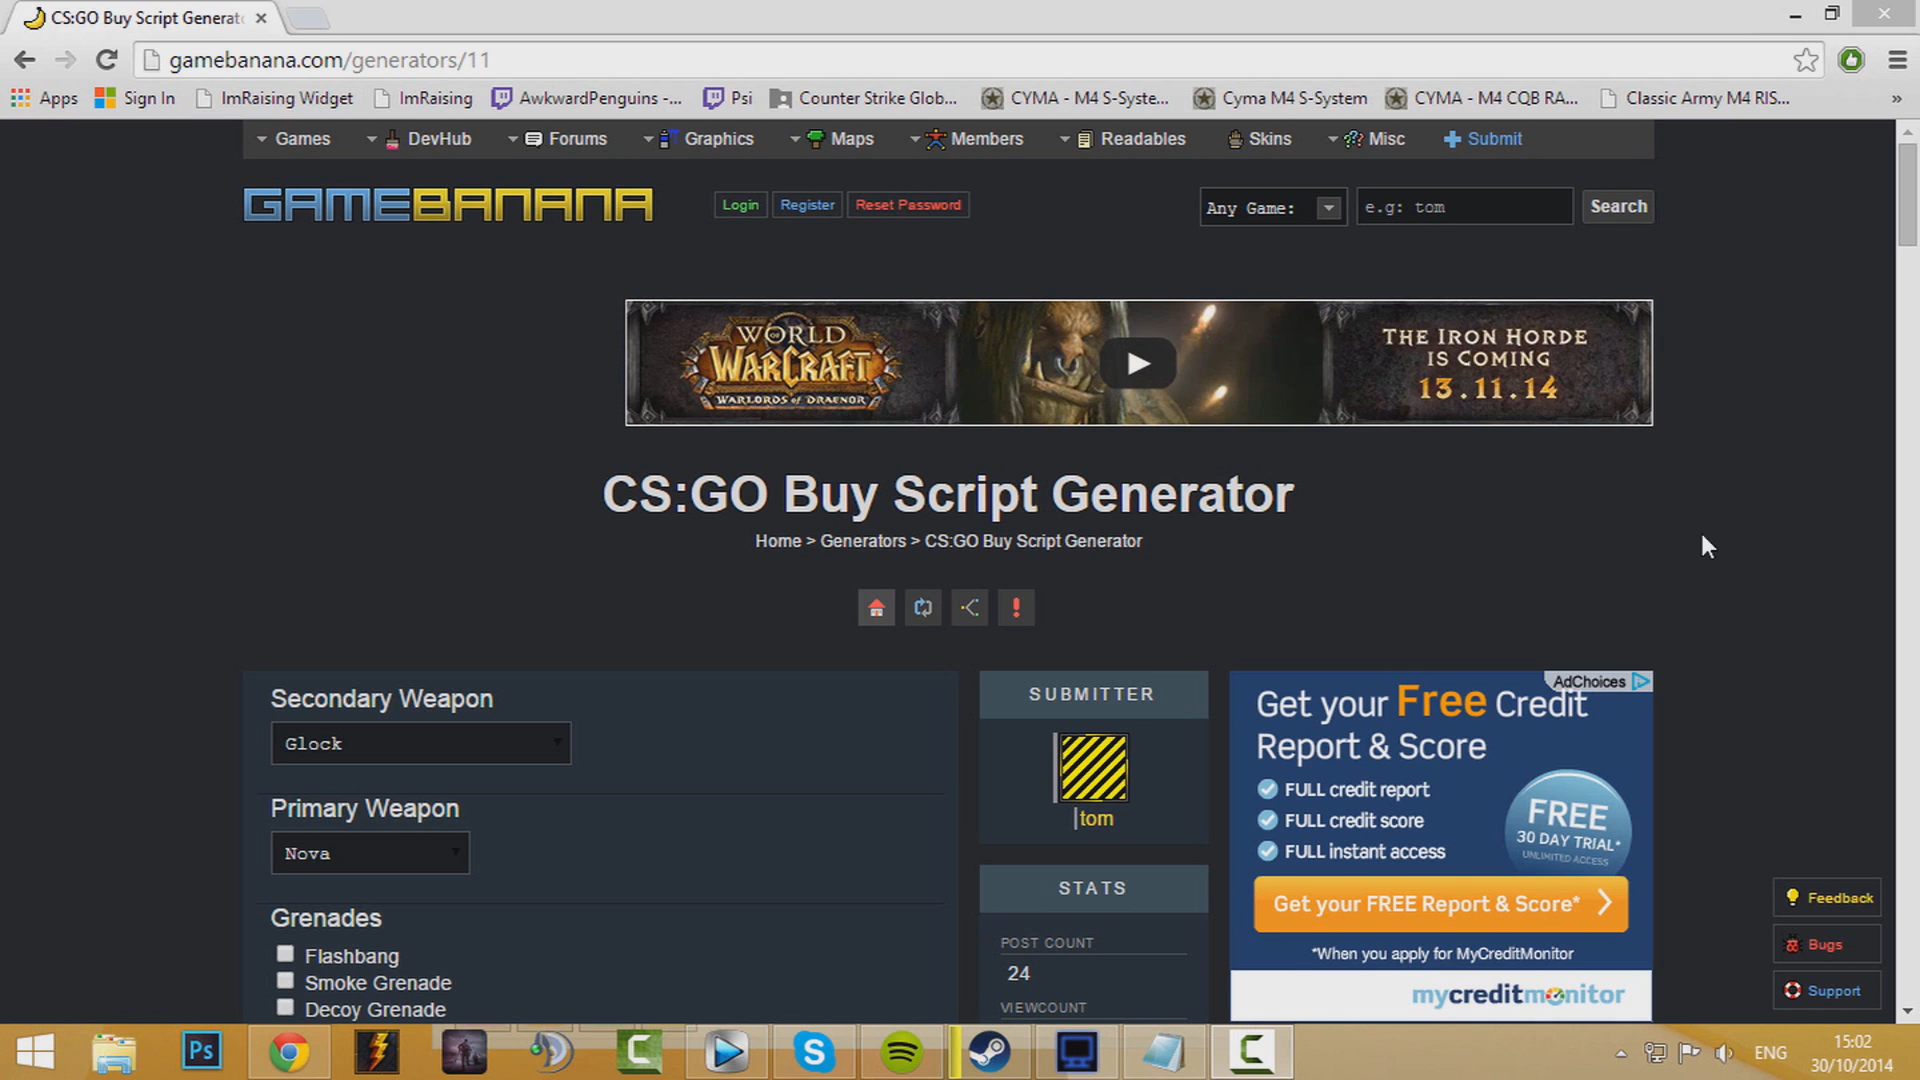 CS:GO Buy Script Generato
gamebanana.com/generators/11
Apps
Sign In
ImRaising Widget
ImRaising
AwkwardPenguins -...
Psi
Counter Strike Glob...
CYMA - M4 S-Syste...
Cyma M4 S-System
CYMA - M4 CQB RA...
Classic Army M4 RIS...
»
Games
DevHub
Forums
Graphics
Maps
Members
Readables
Skins
Misc
Submit
GAMEBANANA
Login
Register
Reset Password
Any Game:
e.g: tom
Search
WORLD
OF
WARCRAFT
WARLORDS OF DRAENOR
THE IRON HORDE
IS COMING
13.11.14
CS:GO Buy Script Generator
Home > Generators > CS:GO Buy Script Generator
Secondary Weapon
Glock
Primary Weapon
Nova
Grenades
Flashbang
Smoke Grenade
Decoy Grenade
SUBMITTER
tom
STATS
POST COUNT
24
VIEWCOUNT
AdChoices
Get your Free Credit
Report & Score
FULL credit report
FULL credit score
FULL instant access
FREE
30 DAY TRIAL*
UNLIMITED ACCESS
Get your FREE Report & Score*
*When you apply for MyCreditMonitor
mycreditmonitor
Feedback
Bugs
Support
Ps
ENG
15:02
30/10/2014